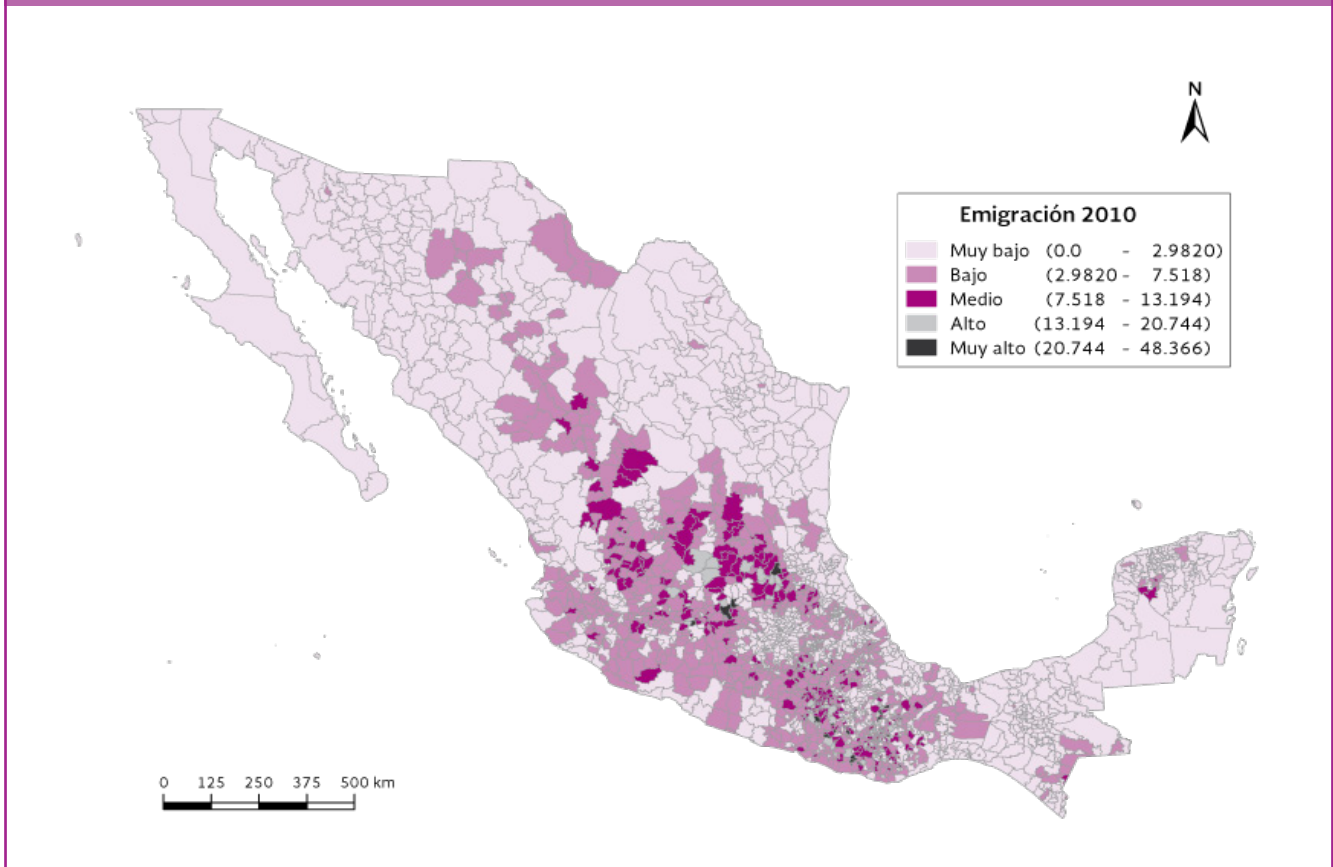 N
Emigración 2010
Muy bajo (0.0 - 2.9820)
Bajo (2.9820 - 7.518)
Medio (7.518 - 13.194)
Alto (13.194 - 20.744)
Muy alto (20.744 - 48.366)
0 125 250 375 500 km